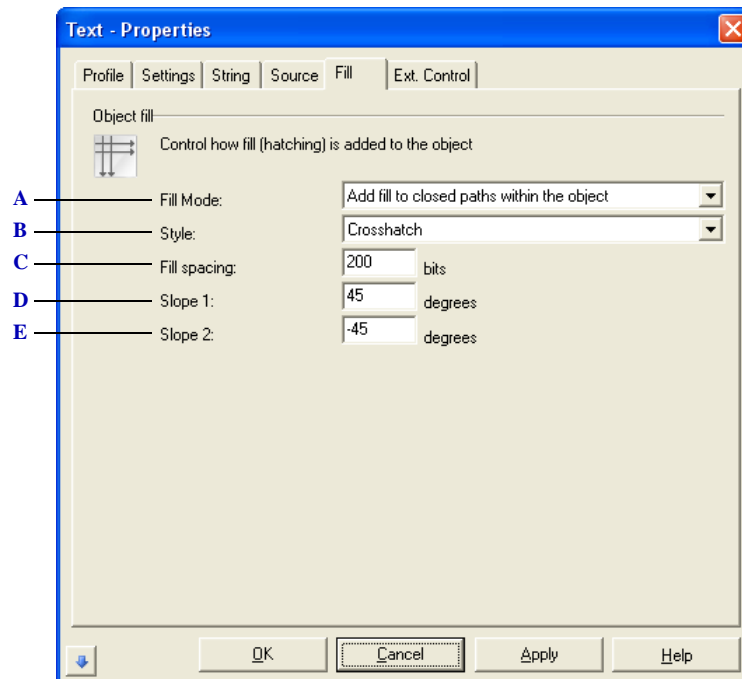 Text - Properties
Profile Settings String Source Fill Ext. Control
Object fill
Control how fill (hatching) is added to the object
A Fill Mode: Add fill to closed paths within the object
B Style: Crosshatch
C Fill spacing: 200 bits
D Slope 1: 45 degrees
E Slope 2: -45 degrees
OK Cancel Apply Help